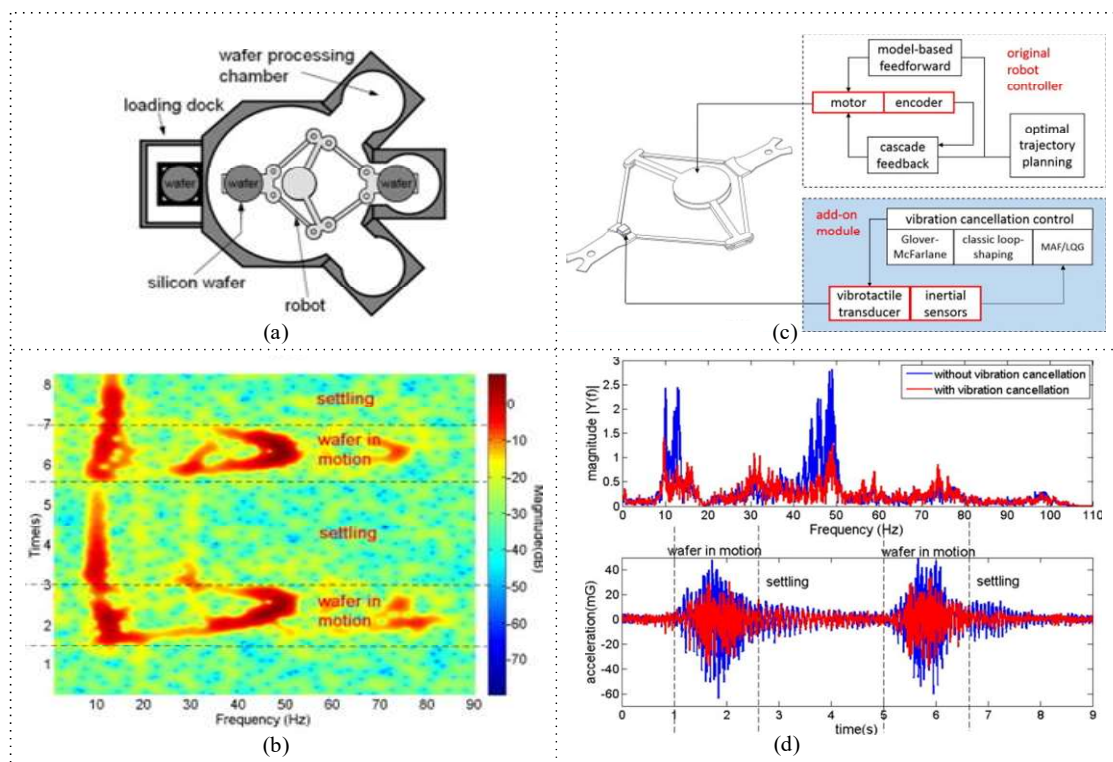 wafer processing
chamber
loading dock
wafer
wafer
wafer
silicon wafer
robot
(a)
model-based
feedforward
original
robot
controller
motor
encoder
cascade
feedback
optimal
trajectory
planning
add-on
module
vibration cancellation control
Glover-
McFarlane
classic loop-
shaping
MAF/LQG
vibrotactile
transducer
inertial
sensors
(c)
8
7
6
5
4
3
2
1
Time(s)
settling
wafer in
motion
settling
wafer in
motion
10 20 30 40 50 60 70 80 90
Frequency (Hz)
0
-10
-20
-30
-40
-50
-60
-70
Magnitude(dB)
(b)
3
2.5
2
1.5
1
0.5
0
magnitude |Y(f)|
without vibration cancellation
with vibration cancellation
0 10 20 30 40 50 60 70 80 90 100 110
Frequency (Hz)
wafer in motion
wafer in motion
settling
settling
40
20
0
-20
-40
-60
acceleration(mG)
0 1 2 3 4 5 6 7 8 9
time(s)
(d)